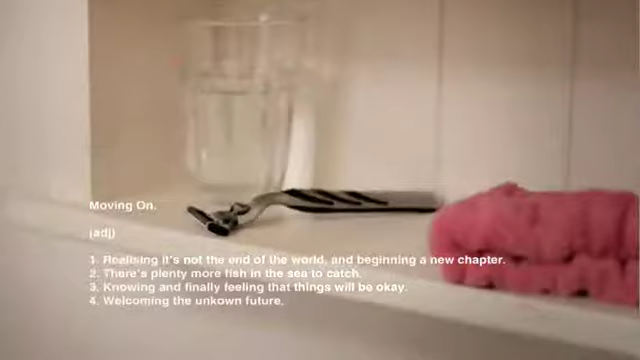 Moving On.
(adj)
1. Realising it's not the end of the world, and beginning a new chapter.
2. There's plenty more fish in the sea to catch.
3. Knowing and finally feeling that things will be okay.
4. Welcoming the unkown future.